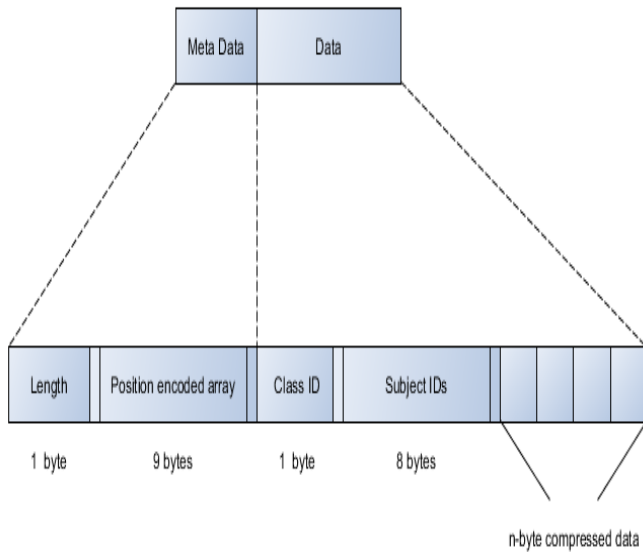 Meta Data
Data
Length
Position encoded array
Class ID
Subject IDs
1 byte
9 bytes
1 byte
8 bytes
n-byte compressed data